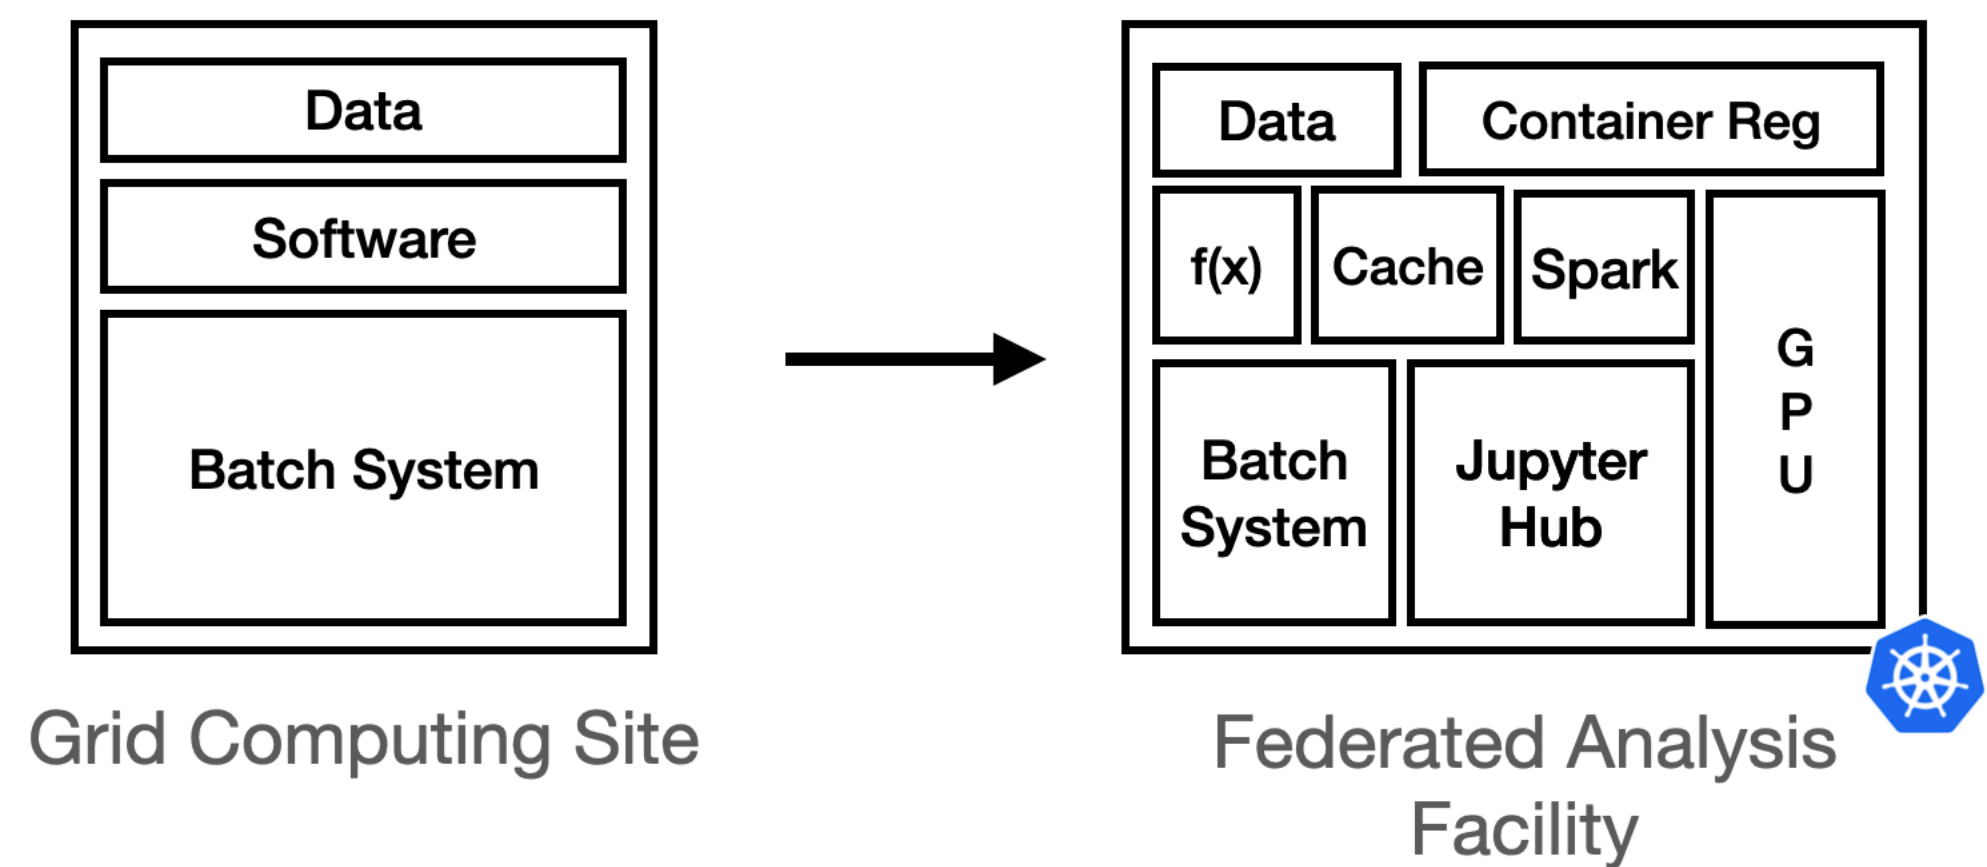 Data
Software
Batch System
Grid Computing Site
Data
Container Reg
f(x)
Cache
Spark
G
P
U
Batch
System
Jupyter
Hub
Federated Analysis
Facility